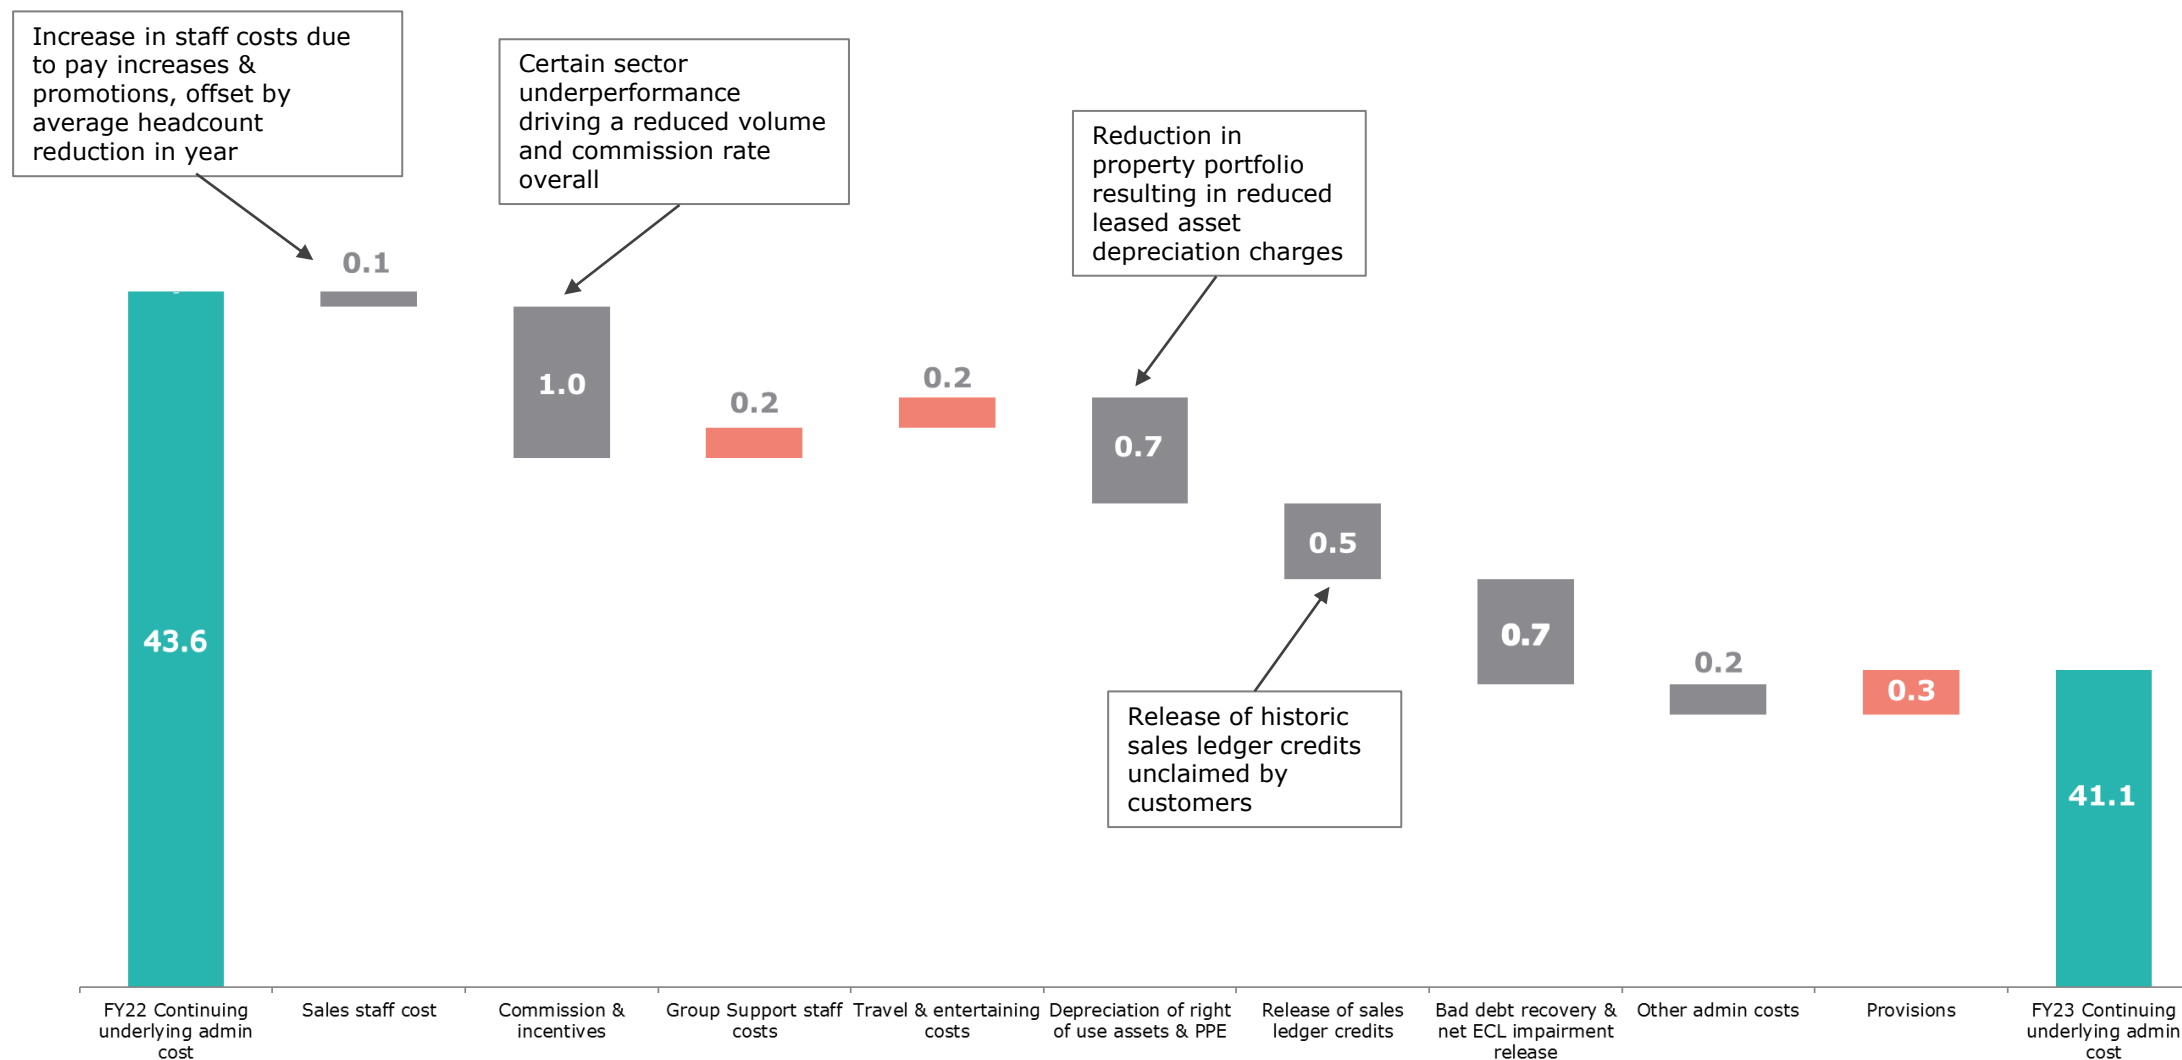 Increase in staff costs due
to pay increases &
promotions, offset by
average headcount
reduction in year
Certain sector
underperformance
driving a reduced volume
and commission rate
overall
Reduction in
property portfolio
resulting in reduced
leased asset
depreciation charges
0.1
1.0
0.2
0.2
0.7
0.5
0.7
0.2
0.3
43.6
41.1
Release of historic
sales ledger credits
unclaimed by
customers
FY22 Continuing
underlying admin
cost
Sales staff cost
Commission &
incentives
Group Support staff
costs
Travel & entertaining
costs
Depreciation of right
of use assets & PPE
Release of sales
ledger credits
Bad debt recovery &
net ECL impairment
release
Other admin costs
Provisions
FY23 Continuing
underlying admin
cost